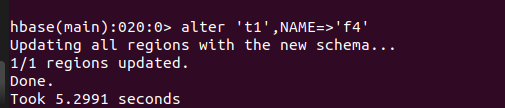 hbase(main):020:0> alter 't1',NAME=>'f4'
Updating all regions with the new schema...
1/1 regions updated.
Done.
Took 5.2991 seconds